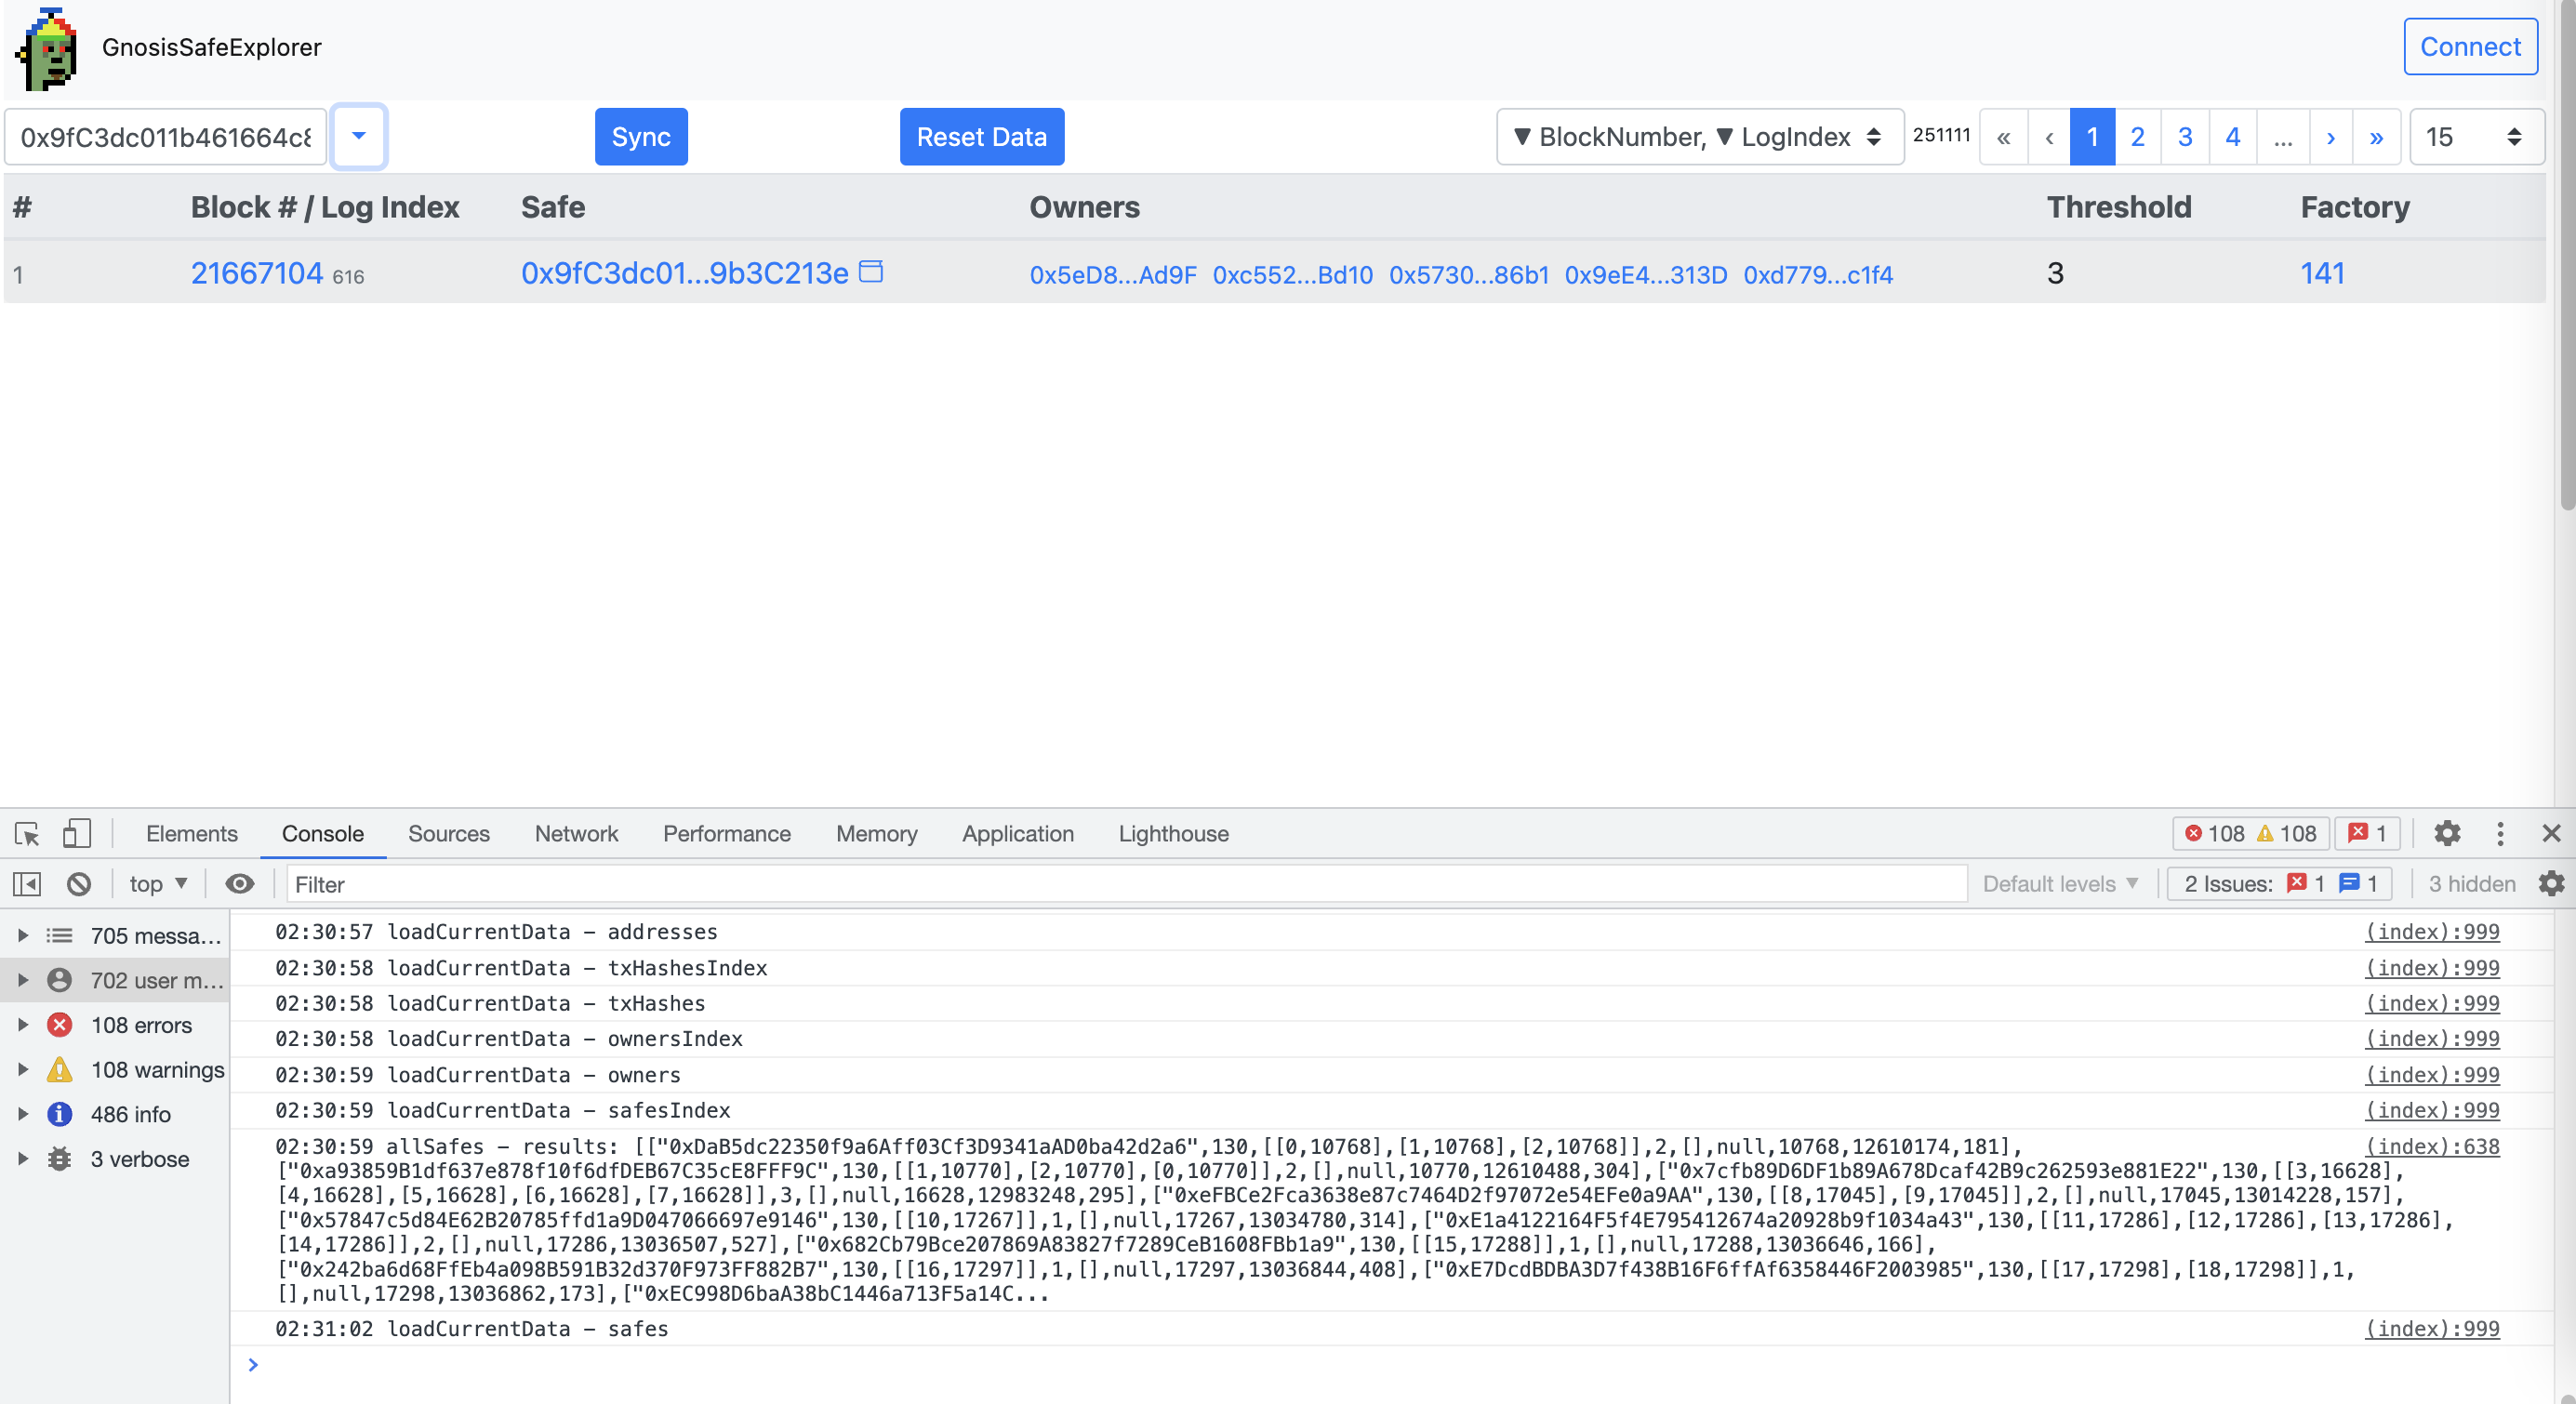 GnosisSafeExplorer
Connect
0x9fC3dc011b461664c8
Sync
Reset Data
▼ BlockNumber, ▼ LogIndex
251111
« ‹ 1 2 3 4 ... › »
15
# Block # / Log Index Safe Owners Threshold Factory
1 21667104 616 0x9fC3dc01...9b3C213e 0x5eD8...Ad9F 0xc552...Bd10 0x5730...86b1 0x9eE4...313D 0xd779...c1f4 3 141
Elements Console Sources Network Performance Memory Application Lighthouse 108 108 1
top ▼ Filter Default levels ▼ 2 Issues: 1 1 3 hidden
705 messa...
702 user m...
108 errors
108 warnings
486 info
3 verbose
02:30:57 loadCurrentData – addresses (index):999
02:30:58 loadCurrentData – txHashesIndex (index):999
02:30:58 loadCurrentData – txHashes (index):999
02:30:58 loadCurrentData – ownersIndex (index):999
02:30:59 loadCurrentData – owners (index):999
02:30:59 loadCurrentData – safesIndex (index):999
02:30:59 allSafes – results: [["0xDaB5dc22350f9a6Aff03Cf3D9341aAD0ba42d2a6",130,[[0,10768],[1,10768],[2,10768]],2,[],null,10768,12610174,181], (index):638
["0xa93859B1df637e878f10f6dfDEB67C35cE8FFF9C",130,[[1,10770],[2,10770],[0,10770]],2,[],null,10770,12610488,304],["0x7cfb89D6DF1b89A678Dcaf42B9c262593e881E22",130,[[3,16628],
[4,16628],[5,16628],[6,16628],[7,16628]],3,[],null,16628,12983248,295],["0xeFBCe2Fca3638e87c7464D2f97072e54EFe0a9AA",130,[[8,17045],[9,17045]],2,[],null,17045,13014228,157],
["0x57847c5d84E62B20785ffd1a9D047066697e9146",130,[[10,17267]],1,[],null,17267,13034780,314],["0xE1a4122164F5f4E795412674a20928b9f1034a43",130,[[11,17286],[12,17286],[13,17286],
[14,17286]],2,[],null,17286,13036507,527],["0x682Cb79Bce207869A83827f7289CeB1608FBb1a9",130,[[15,17288]],1,[],null,17288,13036646,166],
["0x242ba6d68FfEb4a098B591B32d370F973FF882B7",130,[[16,17297]],1,[],null,17297,13036844,408],["0xE7DcdBDBA3D7f438B16F6ffAf6358446F2003985",130,[[17,17298],[18,17298]],1,
[],null,17298,13036862,173],["0xEC998D6baA38bC1446a713F5a14C...
02:31:02 loadCurrentData – safes (index):999